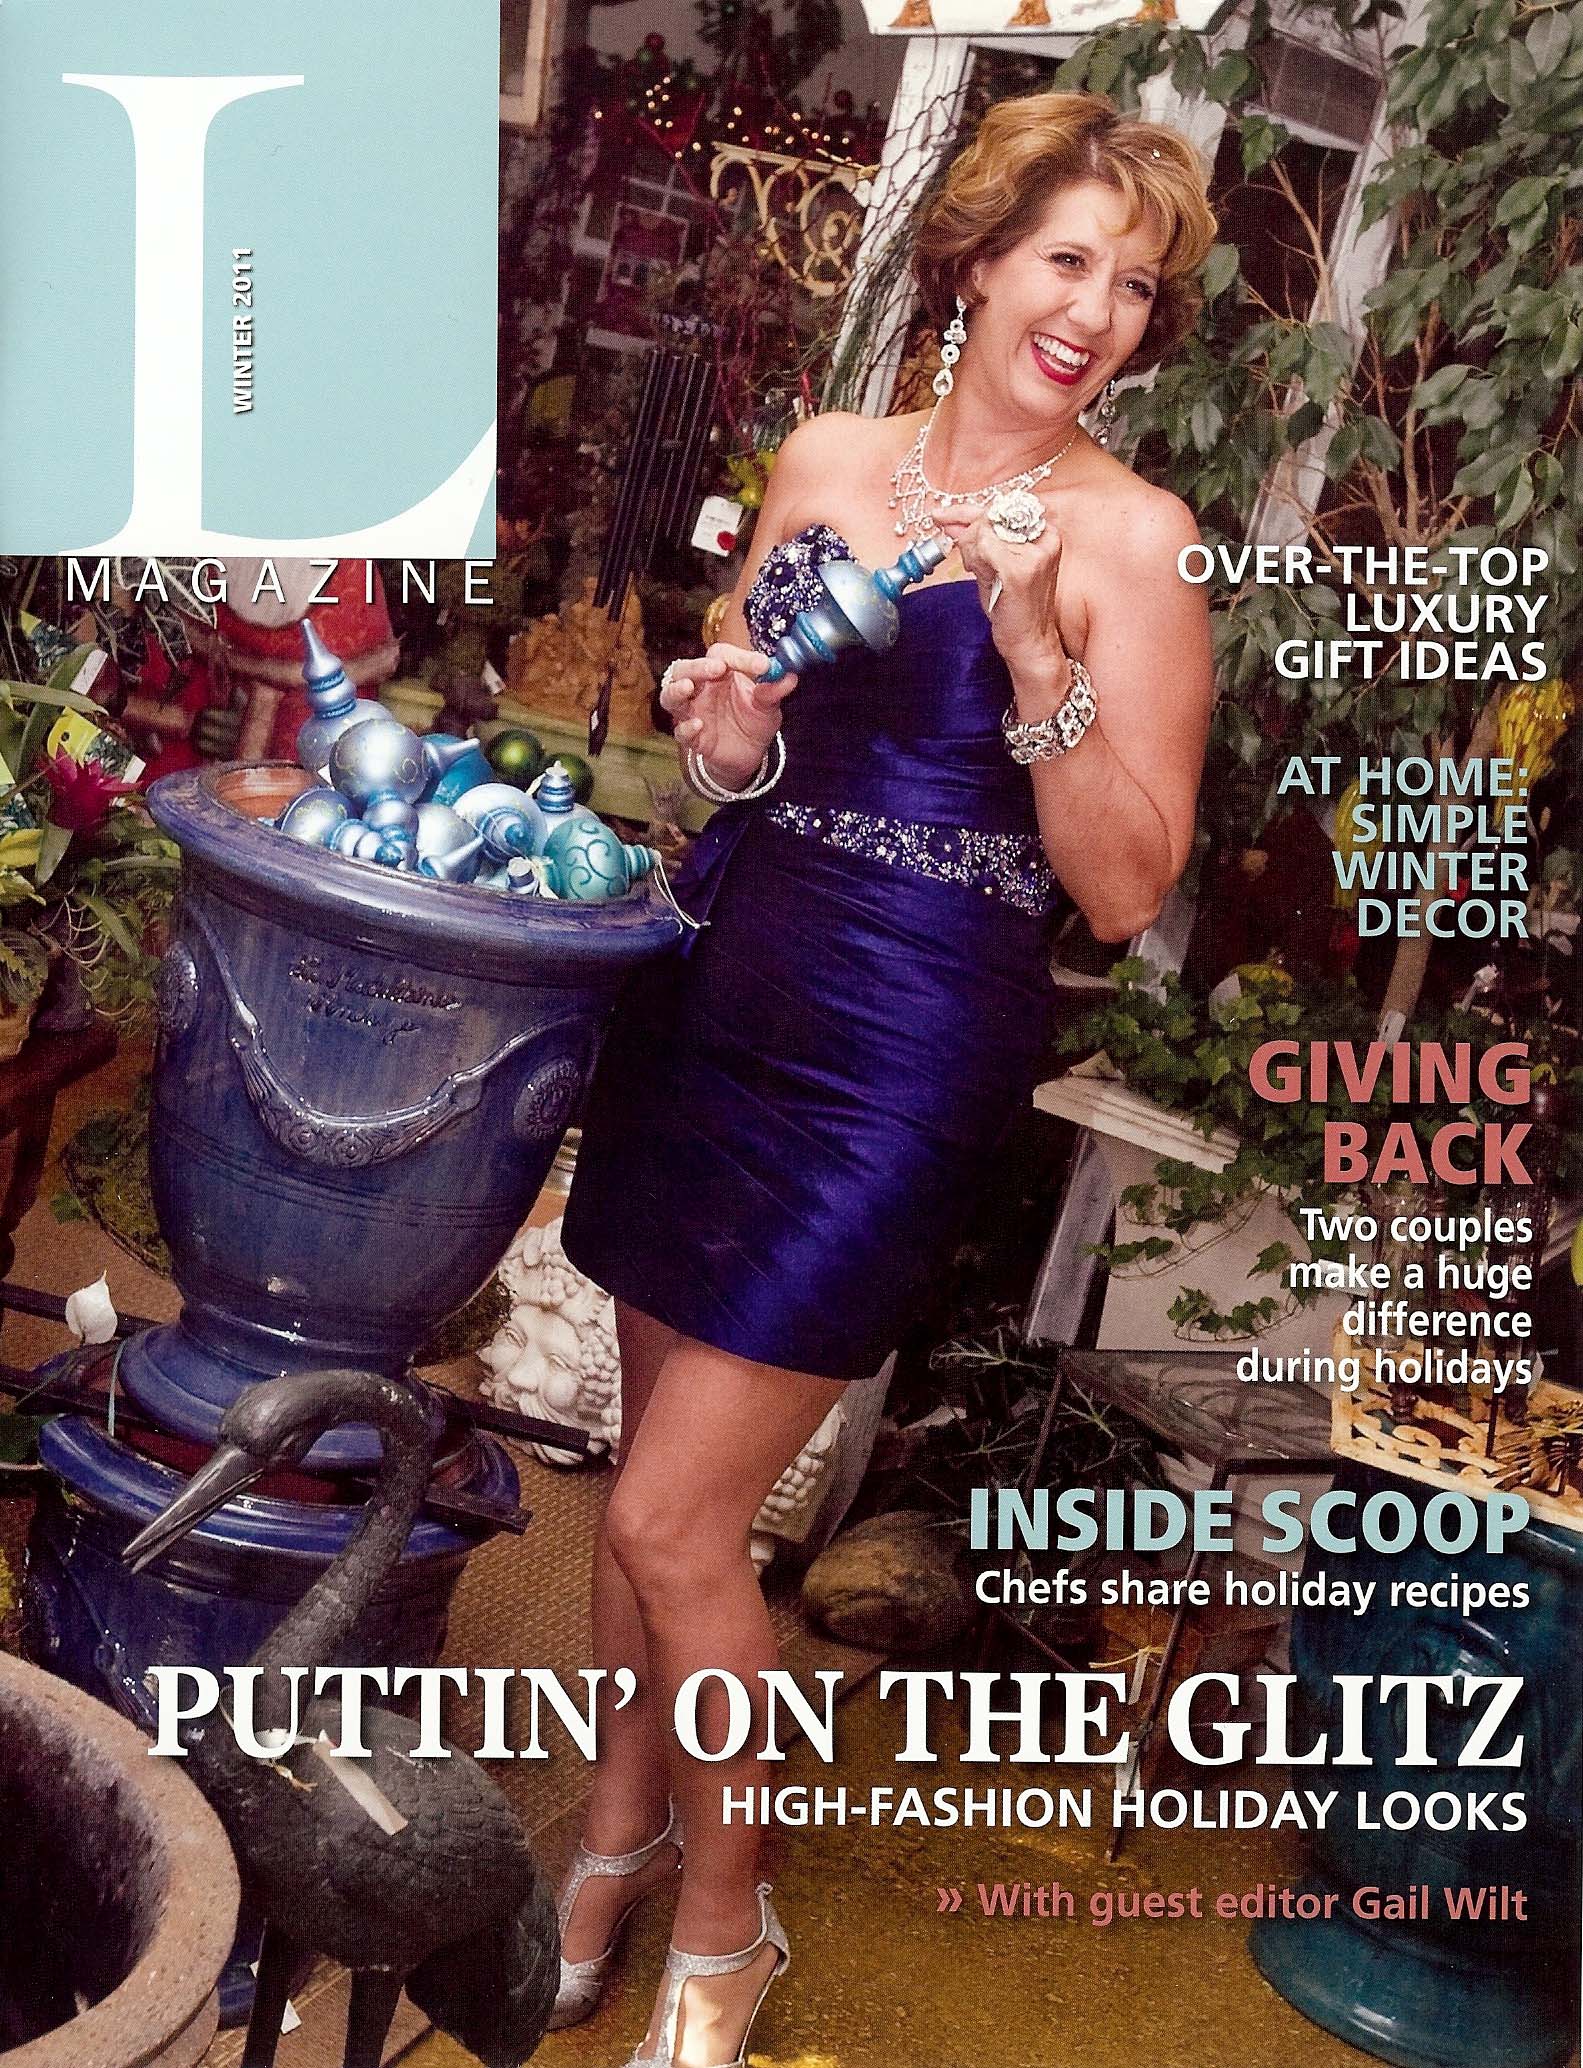 L
WINTER 2011
MAGAZINE
OVER-THE-TOP
LUXURY
GIFT IDEAS
AT HOME:
SIMPLE
WINTER
DECOR
GIVING
BACK
Two couples
make a huge
difference
during holidays
INSIDE SCOOP
Chefs share holiday recipes
PUTTIN' ON THE GLITZ
HIGH-FASHION HOLIDAY LOOKS
» With guest editor Gail Wilt